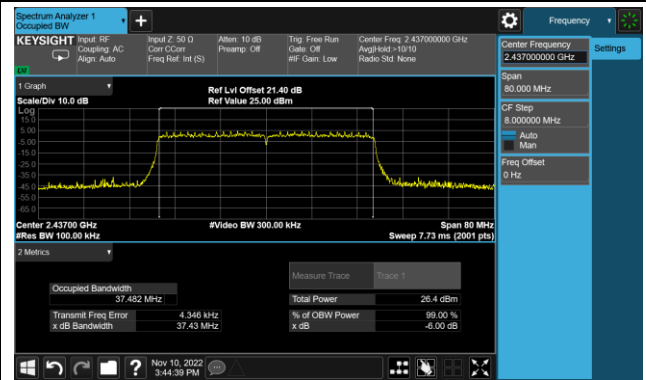 Spectrum Analyzer 1
Occupied BW
Frequency
KEYSIGHT
Input: RF
Coupling: AC
Align: Auto
Input Z: 50 Ω
Corr CCorr
Freq Ref: Int (S)
Atten: 10 dB
Preamp: Off
Trig: Free Run
Gate: Off
#IF Gain: Low
Center Freq: 2.437000000 GHz
Avg|Hold:>10/10
Radio Std: None
Center Frequency
2.437000000 GHz
Settings
Span
80.000 MHz
CF Step
8.000000 MHz
Auto
Man
Freq Offset
0 Hz
1 Graph
Scale/Div 10.0 dB
Ref Lvl Offset 21.40 dB
Ref Value 25.00 dBm
Log
15.0
5.00
-5.00
-15.0
-25.0
-35.0
-45.0
-55.0
-65.0
Center 2.43700 GHz
#Video BW 300.00 kHz
Span 80 MHz
#Res BW 100.00 kHz
Sweep 7.73 ms (2001 pts)
2 Metrics
Measure Trace
Trace 1
Occupied Bandwidth
37.482 MHz
Total Power
26.4 dBm
Transmit Freq Error
4.346 kHz
% of OBW Power
99.00 %
x dB Bandwidth
37.43 MHz
x dB
-6.00 dB
?
Nov 10, 2022
3:44:39 PM